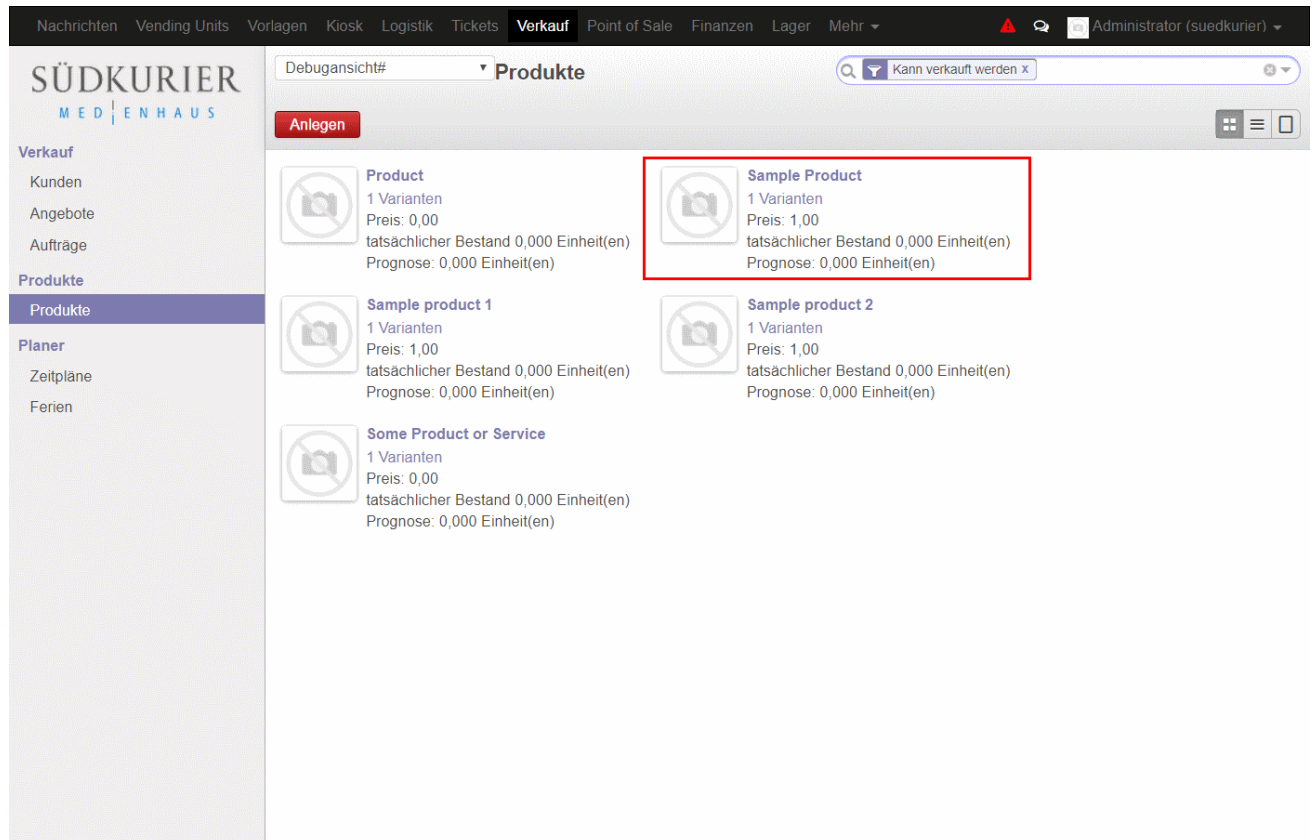 Nachrichten Vending Units Vorlagen Kiosk Logistik Tickets Verkauf Point of Sale Finanzen Lager Mehr Administrator (suedkurier)
SÜDKURIER
MEDIENHAUS
Verkauf
Kunden
Angebote
Aufträge
Produkte
Produkte
Planer
Zeitpläne
Ferien
Debugansicht# Produkte Kann verkauft werden x
Anlegen
Product
1 Varianten
Preis: 0,00
tatsächlicher Bestand 0,000 Einheit(en)
Prognose: 0,000 Einheit(en)
Sample Product
1 Varianten
Preis: 1,00
tatsächlicher Bestand 0,000 Einheit(en)
Prognose: 0,000 Einheit(en)
Sample product 1
1 Varianten
Preis: 1,00
tatsächlicher Bestand 0,000 Einheit(en)
Prognose: 0,000 Einheit(en)
Sample product 2
1 Varianten
Preis: 1,00
tatsächlicher Bestand 0,000 Einheit(en)
Prognose: 0,000 Einheit(en)
Some Product or Service
1 Varianten
Preis: 0,00
tatsächlicher Bestand 0,000 Einheit(en)
Prognose: 0,000 Einheit(en)